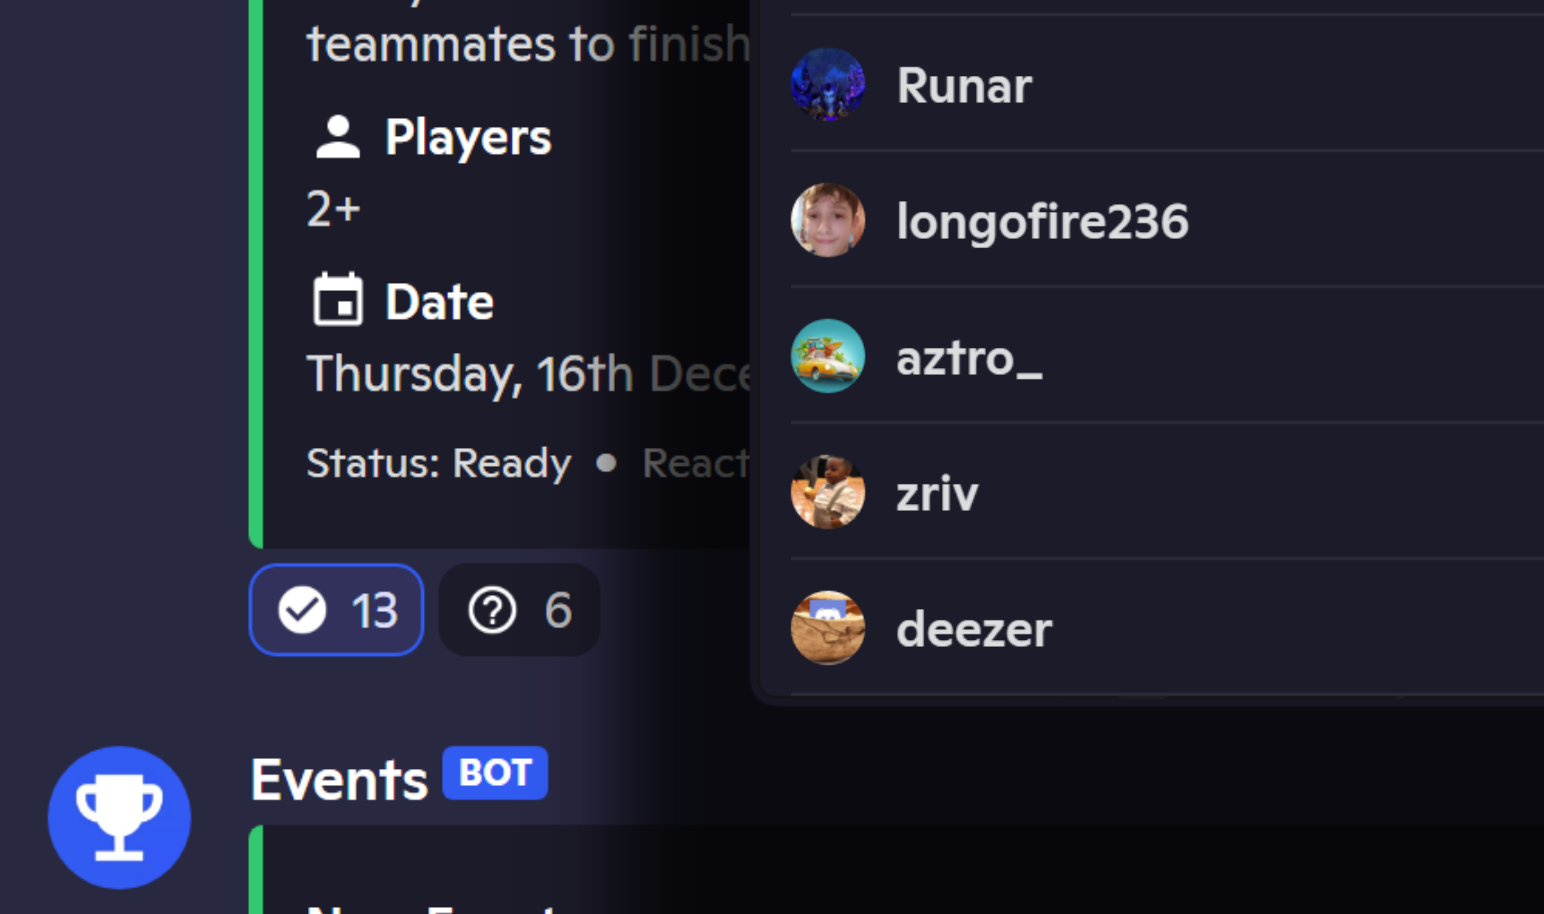 teammates to finish
Players
2+
Date
Thursday, 16th Dece
Status: Ready • React
13
6
Events BOT
Runar
longofire236
aztro_
zriv
deezer